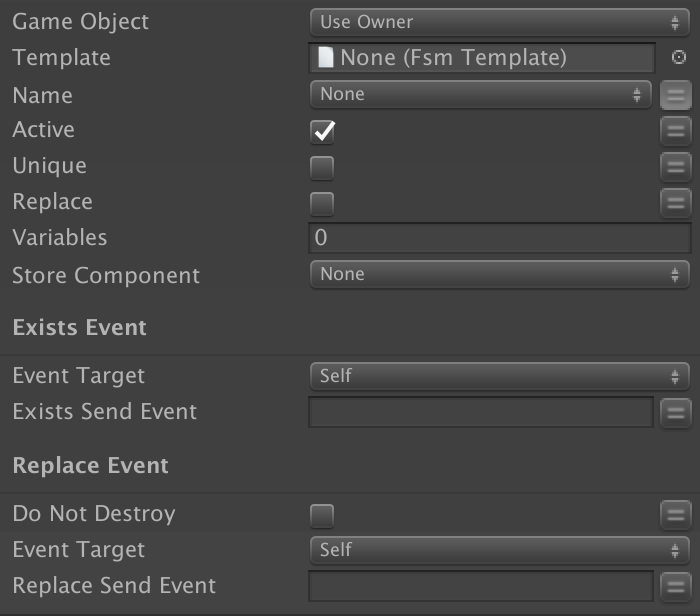 Game Object Use Owner
Template None (Fsm Template)
Name None
Active
Unique
Replace
Variables 0
Store Component None
Exists Event
Event Target Self
Exists Send Event
Replace Event
Do Not Destroy
Event Target Self
Replace Send Event